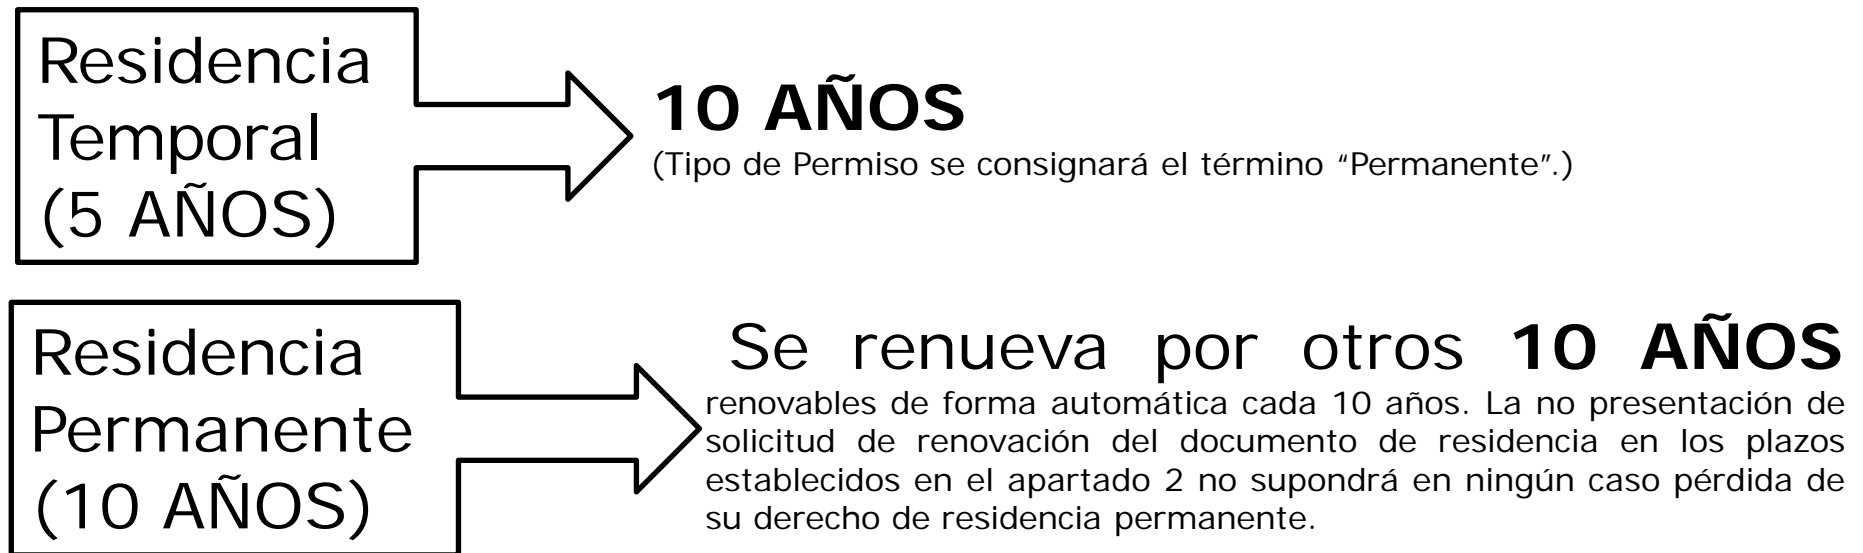 Residencia
Temporal
(5 AÑOS)
10 AÑOS
(Tipo de Permiso se consignará el término “Permanente”.)
Residencia
Permanente
(10 AÑOS)
Se renueva por otros 10 AÑOS
renovables de forma automática cada 10 años. La no presentación de
solicitud de renovación del documento de residencia en los plazos
establecidos en el apartado 2 no supondrá en ningún caso pérdida de
su derecho de residencia permanente.